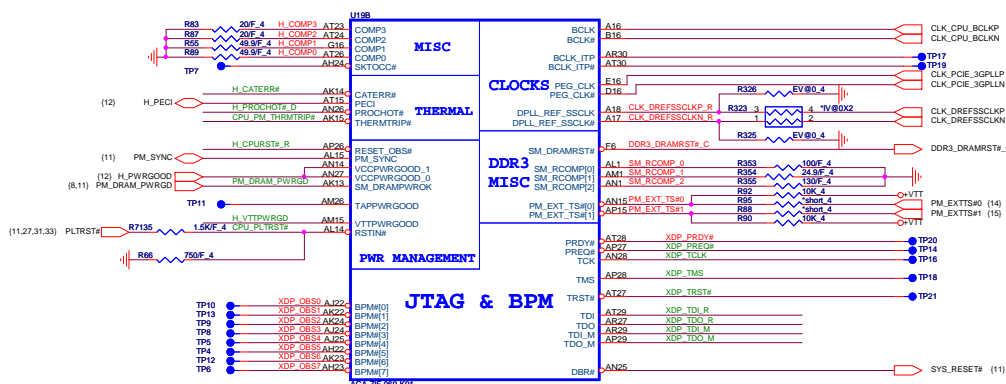 U19B
R83 20/F_4 H_COMP3 AT23 COMP3
R87 20/F_4 H_COMP2 AT24 COMP2
R55 49.9/F_4 H_COMP1 G16 COMP1
R89 49.9/F_4 H_COMP0 AT26 COMP0
TP7 AH24 SKTOCC#
MISC
H_CATERR# AK14 CATERR#
(12) H_PECI AT15 PECI
H_PROCHOT#_D AN26 PROCHOT#
CPU_PM_THRMTRIP# AK15 THERMTRIP#
THERMAL
H_CPURST#_R AP26 RESET_OBS#
(11) PM_SYNC AL15 PM_SYNC
AN14 VCCPWRGOOD_1
(12) H_PWRGOOD AN27 VCCPWRGOOD_0
(8,11) PM_DRAM_PWRGD PM_DRAM_PWRGD AK13 SM_DRAMPWROK
TP11 AM26 TAPPWRGOOD
H_VTTPWRGD AM15 VTTPWRGOOD
(11,27,31,33) PLTRST# R7135 1.5K/F_4 CPU_PLTRST# AL14 RSTIN#
R66 750/F_4
PWR MANAGEMENT
JTAG & BPM
TP10 XDP_OBS0 AJ22 BPM#[0]
TP13 XDP_OBS1 AK22 BPM#[1]
TP9 XDP_OBS2 AK24 BPM#[2]
TP8 XDP_OBS3 AJ24 BPM#[3]
TP5 XDP_OBS4 AJ25 BPM#[4]
TP4 XDP_OBS5 AH22 BPM#[5]
TP12 XDP_OBS6 AK23 BPM#[6]
TP6 XDP_OBS7 AH23 BPM#[7]
CLOCKS
BCLK A16 CLK_CPU_BCLKP
BCLK# B16 CLK_CPU_BCLKN
BCLK_ITP AR30 TP17
BCLK_ITP# AT30 TP19
PEG_CLK E16 CLK_PCIE_3GPLLP
PEG_CLK# D16 CLK_PCIE_3GPLLN
R326 EV@0_4
DPLL_REF_SSCLK A18 CLK_DREFSSCLKP_R R323 3 4 *IV@0X2 CLK_DREFSSCLKP
DPLL_REF_SSCLK# A17 CLK_DREFSSCLKN_R 1 2 CLK_DREFSSCLKN
R325 EV@0_4
DDR3
MISC
SM_DRAMRST# F6 DDR3_DRAMRST#_C DDR3_DRAMRST#_
SM_RCOMP[0] AL1 SM_RCOMP_0 R353 100/F_4
SM_RCOMP[1] AM1 SM_RCOMP_1 R354 24.9/F_4
SM_RCOMP[2] AN1 SM_RCOMP_2 R355 130/F_4
R92 10K_4 +VTT
PM_EXT_TS#[0] AN15 PM_EXT_TS#0 R95 *short_4 PM_EXTTS#0 (14)
PM_EXT_TS#[1] AP15 PM_EXT_TS#1 R88 *short_4 PM_EXTTS#1 (15)
R90 10K_4 +VTT
PRDY# AT28 XDP_PRDY# TP20
PREQ# AP27 XDP_PREQ# TP14
TCK AN28 XDP_TCLK TP16
TMS AP28 XDP_TMS TP18
TRST# AT27 XDP_TRST# TP21
TDI AT29 XDP_TDI_R
TDO AR27 XDP_TDO_R
TDI_M AR29 XDP_TDI_M
TDO_M AP29 XDP_TDO_M
DBR# AN25 SYS_RESET# (11)